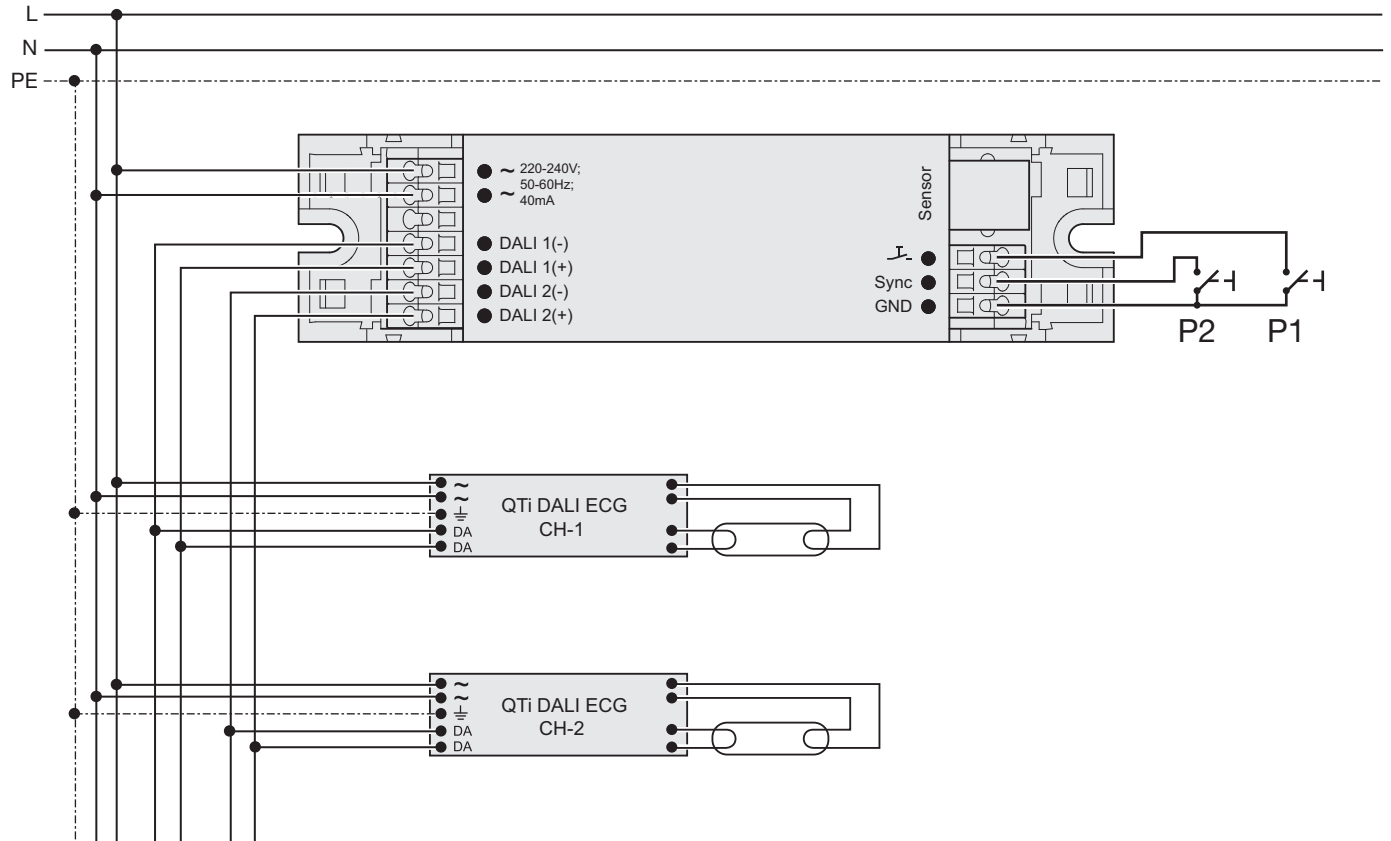 L
N
PE
~ 220-240V;
50-60Hz;
~ 40mA
DALI 1(-)
DALI 1(+)
DALI 2(-)
DALI 2(+)
Sensor
Sync
GND
P2 P1
~
~
DA
DA
QTi DALI ECG
CH-1
~
~
DA
DA
QTi DALI ECG
CH-2